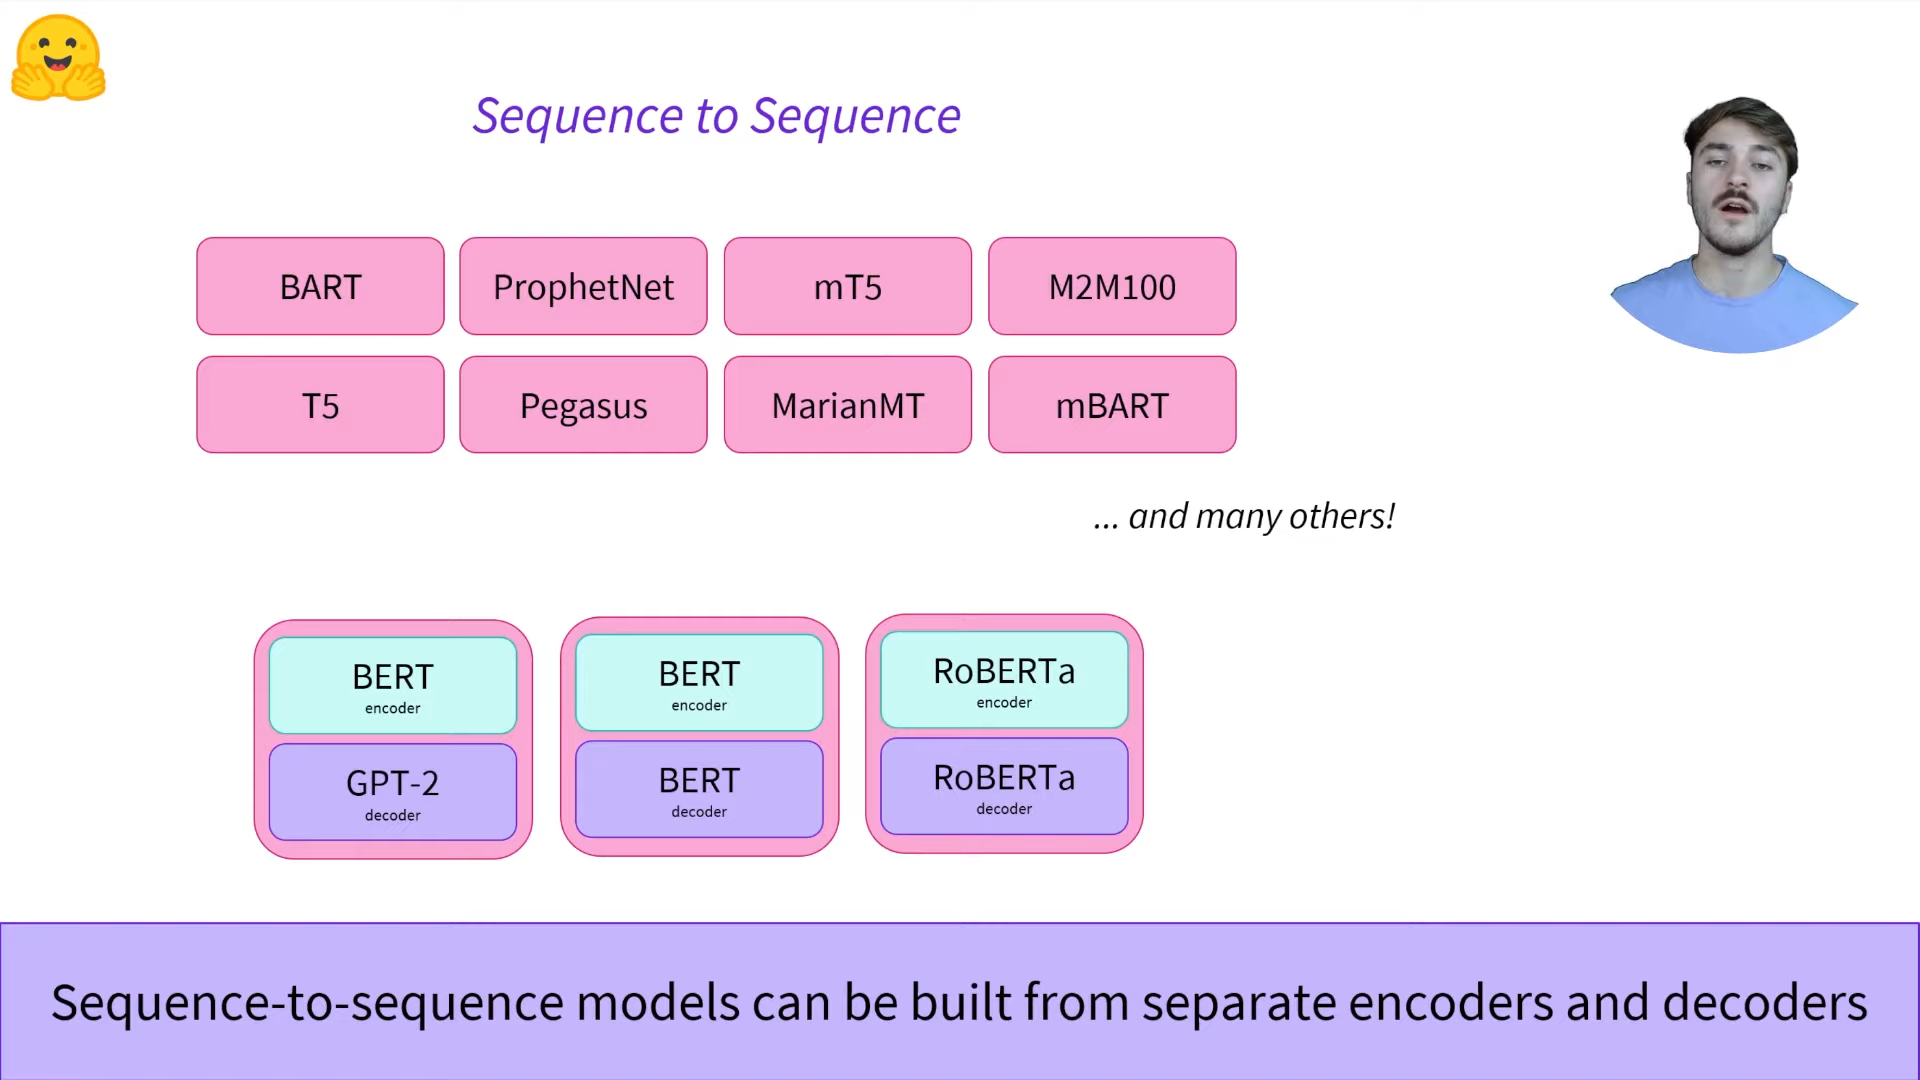 Sequence to Sequence
BART
ProphetNet
mT5
M2M100
T5
Pegasus
MarianMT
mBART
... and many others!
BERT
encoder
GPT-2
decoder
BERT
encoder
BERT
decoder
RoBERTa
encoder
RoBERTa
decoder
Sequence-to-sequence models can be built from separate encoders and decoders